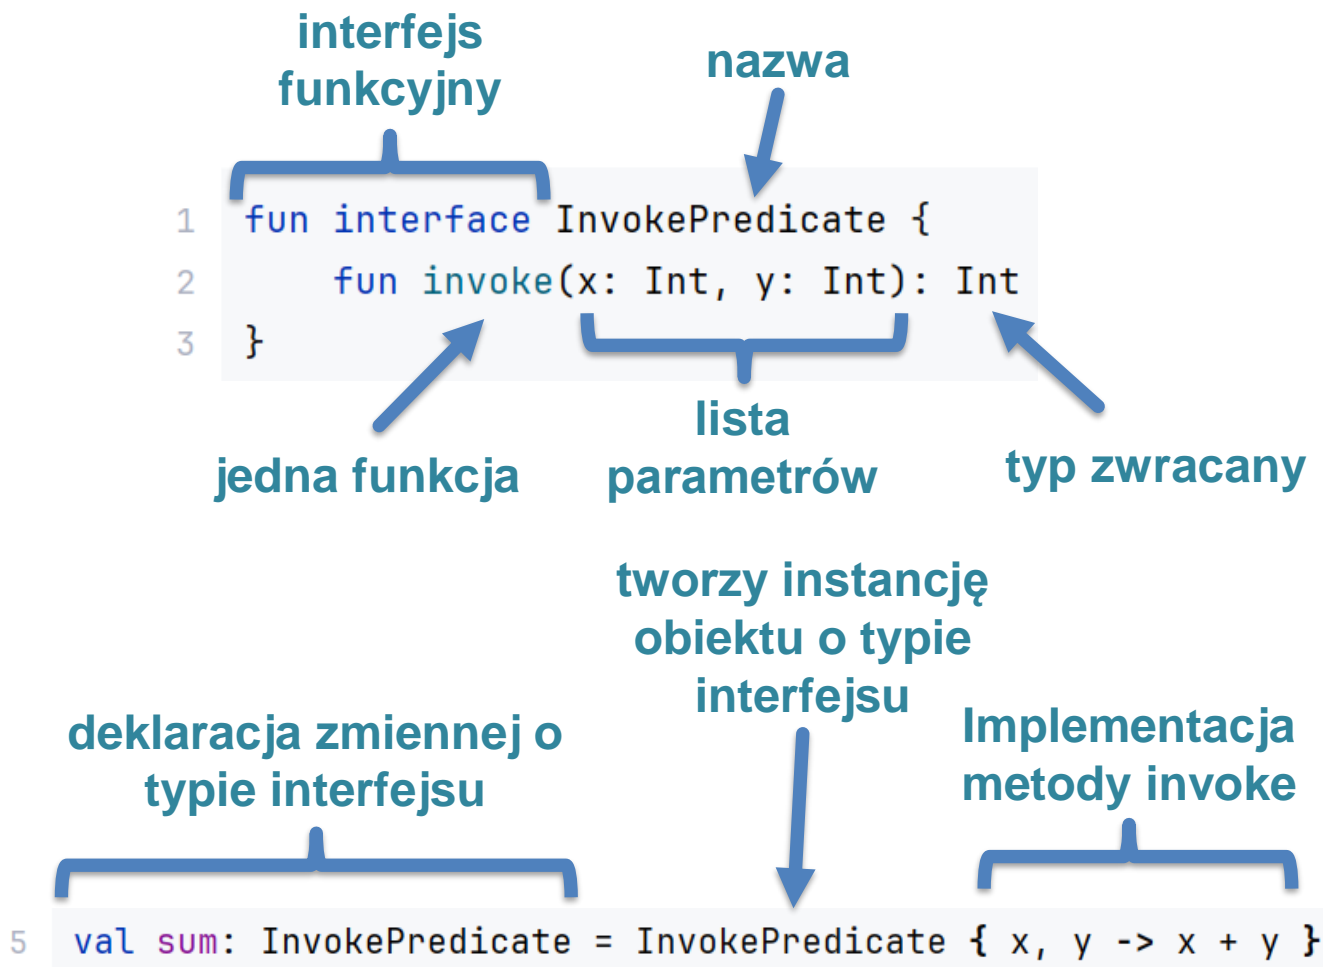 interfejs
funkcyjny
nazwa
1 fun interface InvokePredicate {
2 fun invoke(x: Int, y: Int): Int
3 }
jedna funkcja
lista
parametrów
typ zwracany
tworzy instancję
obiektu o typie
interfejsu
deklaracja zmiennej o
typie interfejsu
Implementacja
metody invoke
5 val sum: InvokePredicate = InvokePredicate { x, y -> x + y }